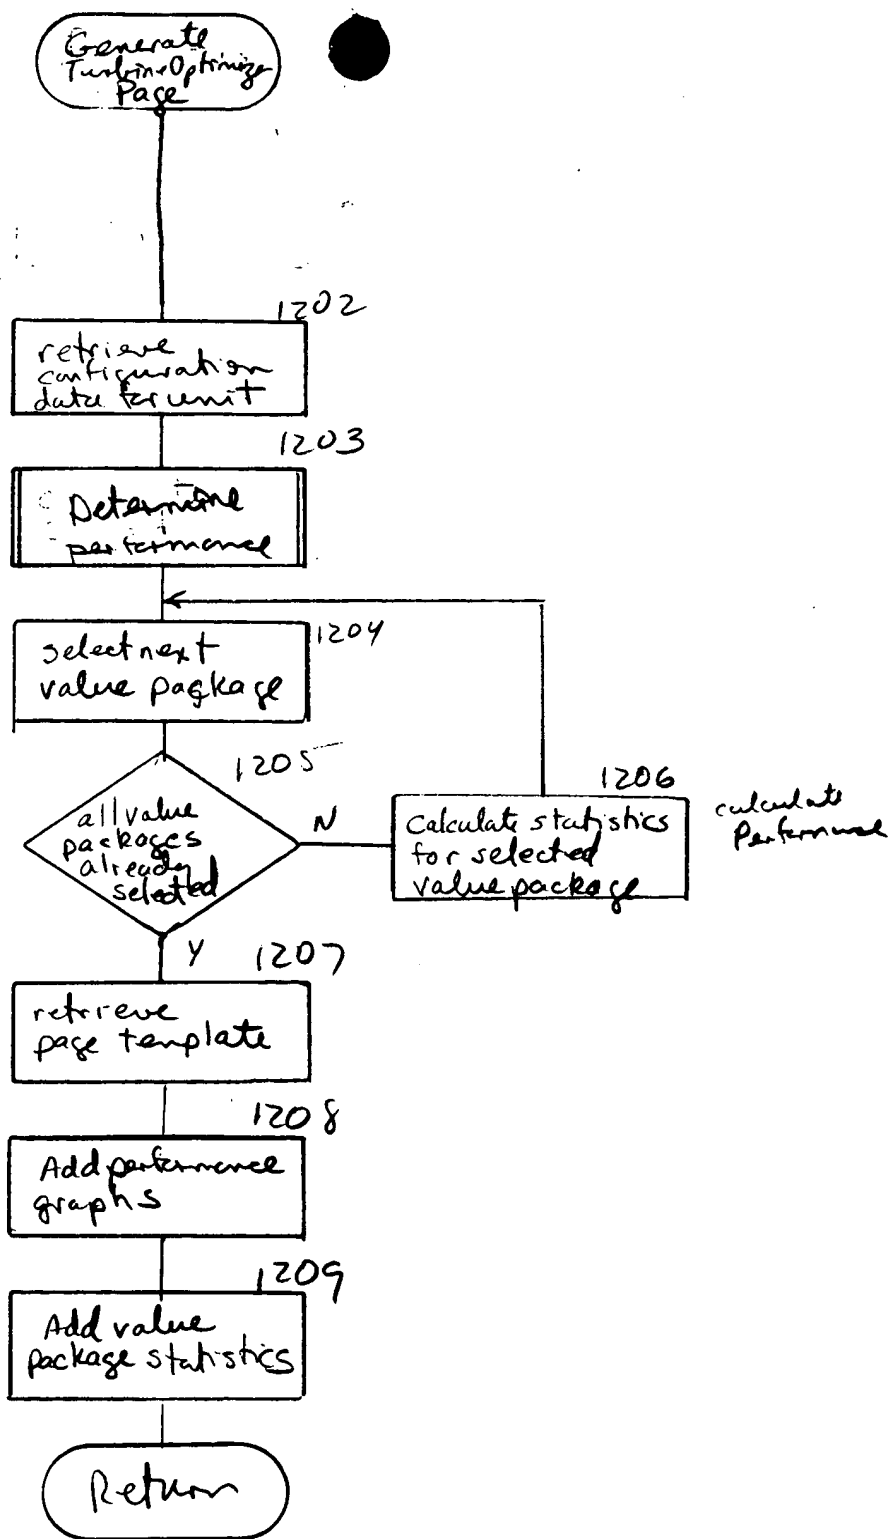 Generate
Turbine Optimizer
Page
1202
retrieve
configuration
data for unit
1203
Determine
performance
1204
select next
value package
1205
all value
packages
already
selected
N
1206
Calculate statistics
for selected
value package
calculate
Performance
Y
1207
retrieve
page template
1208
Add performance
graphs
1209
Add value
package statistics
Return